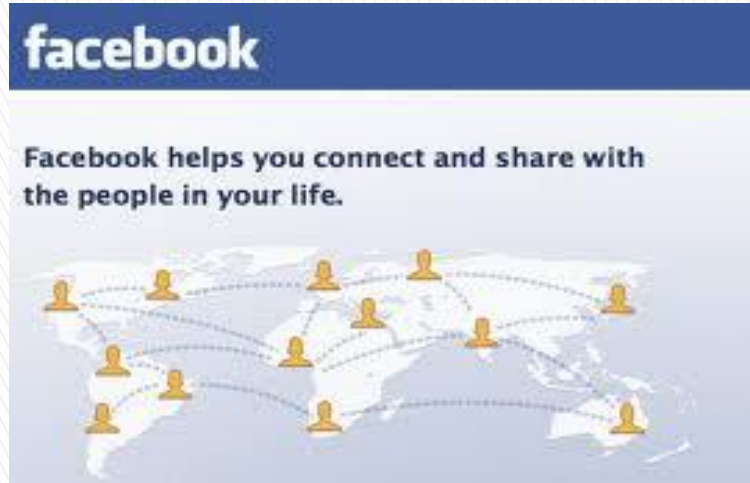 facebook
Facebook helps you connect and share with
the people in your life.